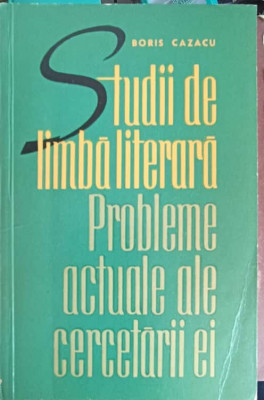 BORIS CAZACU
Studii de
limbă literară
Probleme
actuale ale
cercetării ei